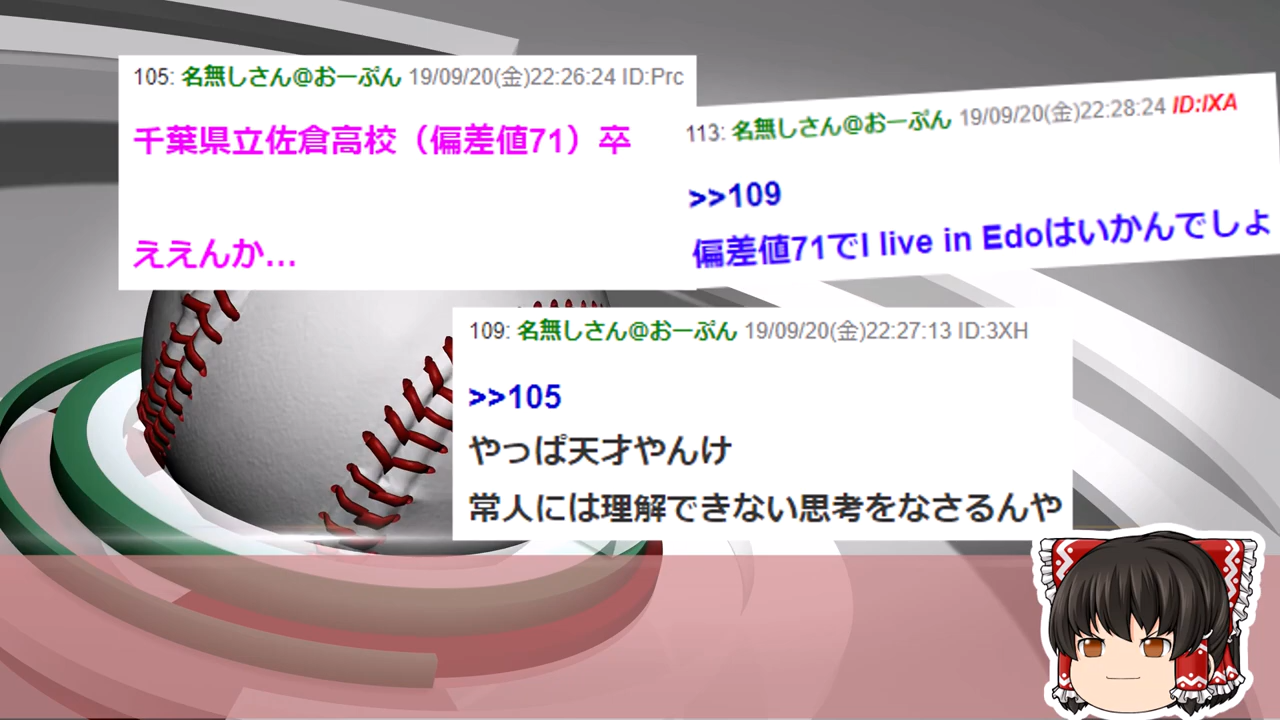 105: 名無しさん@おーぷん 19/09/20(金)22:26:24 ID:Prc
千葉県立佐倉高校（偏差値71）卒
ええんか…
113: 名無しさん@おーぷん 19/09/20(金)22:28:24 ID:IXA
>>109
偏差値71でI live in Edoはいかんでしょ
109: 名無しさん@おーぷん 19/09/20(金)22:27:13 ID:3XH
>>105
やっぱ天才やんけ
常人には理解できない思考をなさるんや